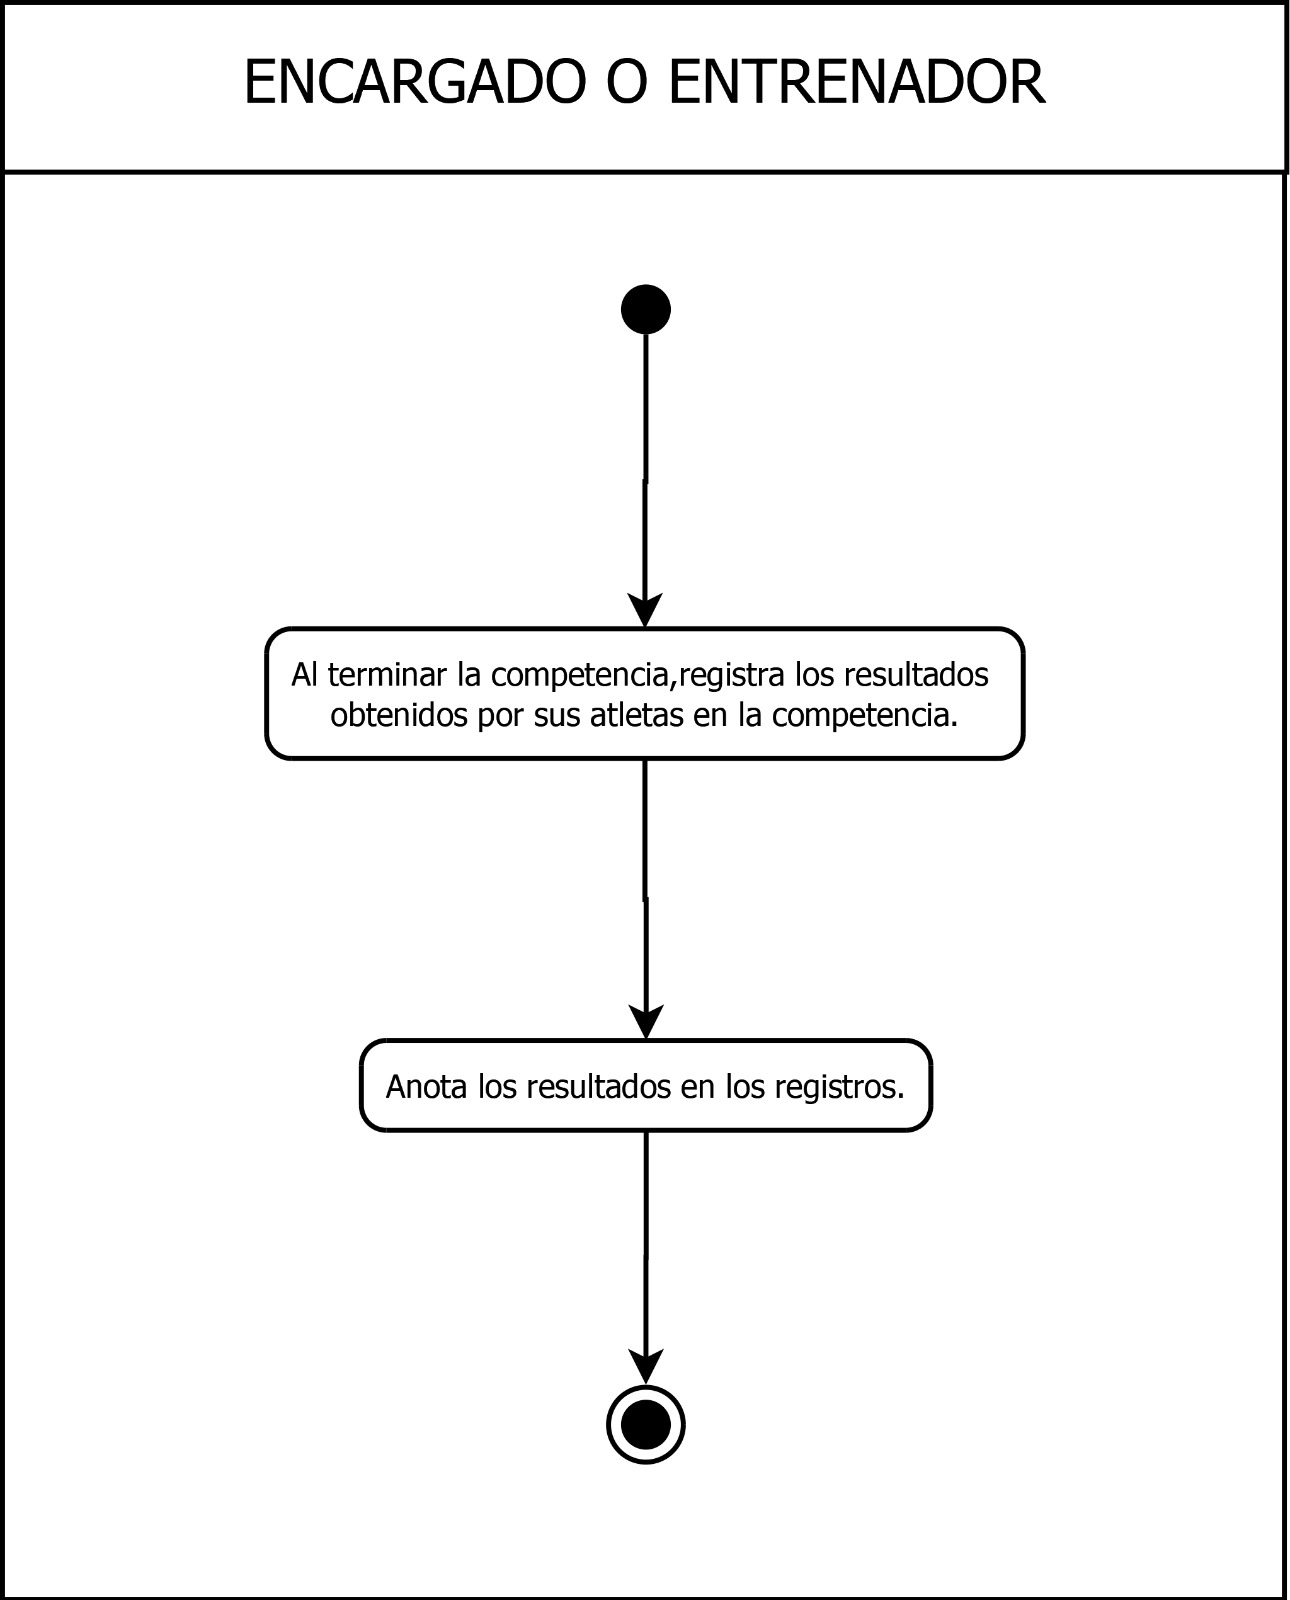 ENCARGADO O ENTRENADOR
Al terminar la competencia,registra los resultados
obtenidos por sus atletas en la competencia.
Anota los resultados en los registros.